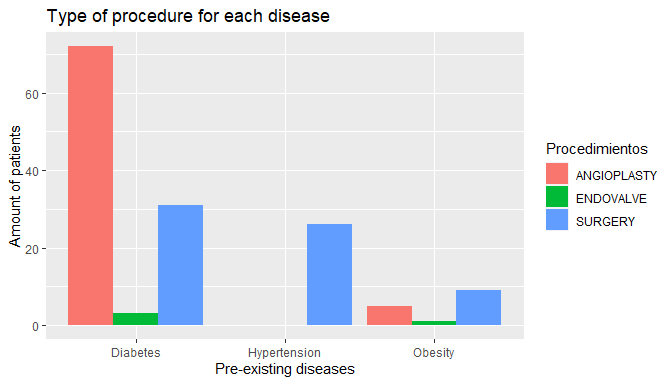 Type of procedure for each disease
Amount of patients
60
40
20
0
Diabetes
Hypertension
Obesity
Pre-existing diseases
Procedimientos
ANGIOPLASTY
ENDOVALVE
SURGERY